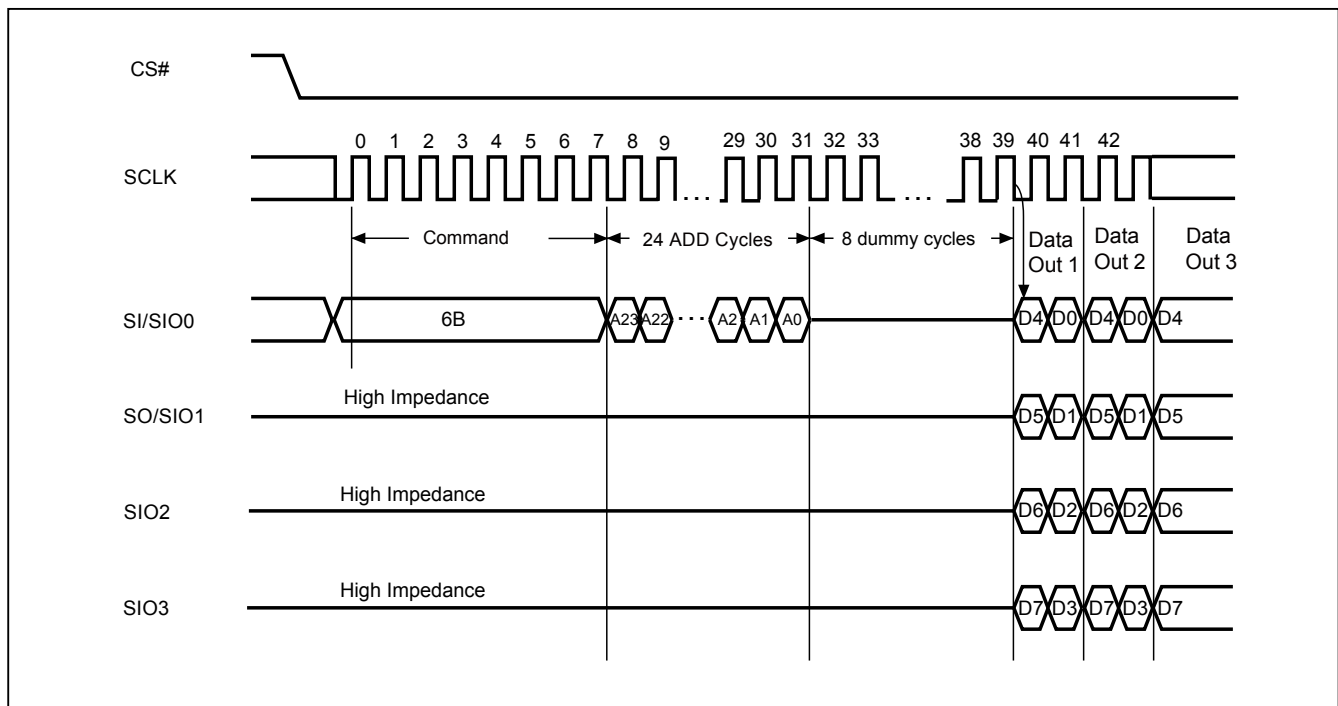 CS#
0 1 2 3 4 5 6 7 8 9 29 30 31 32 33 38 39 40 41 42
SCLK
. . . . . .
Command 24 ADD Cycles 8 dummy cycles Data Out 1 Data Out 2 Data Out 3
SI/SIO0 6B A23 A22 . . . A2 A1 A0 D4 D0 D4 D0 D4
High Impedance
SO/SIO1 D5 D1 D5 D1 D5
High Impedance
SIO2 D6 D2 D6 D2 D6
High Impedance
SIO3 D7 D3 D7 D3 D7